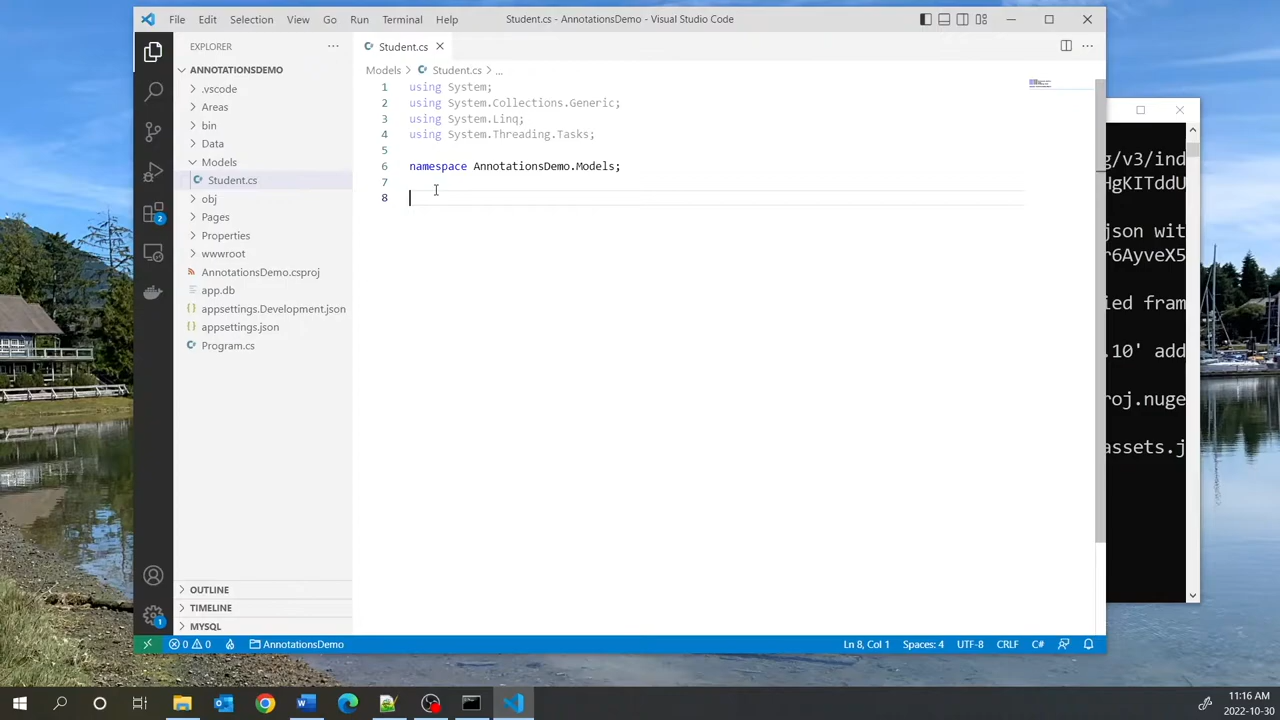 File Edit Selection View Go Run Terminal Help
Student.cs - AnnotationsDemo - Visual Studio Code
EXPLORER
ANNOTATIONSDEMO
.vscode
Areas
bin
Data
Models
Student.cs
obj
Pages
Properties
wwwroot
AnnotationsDemo.csproj
app.db
appsettings.Development.json
appsettings.json
Program.cs
OUTLINE
TIMELINE
MYSQL
2
1
Student.cs
Models > Student.cs > ...
1 using System;
2 using System.Collections.Generic;
3 using System.Linq;
4 using System.Threading.Tasks;
5
6 namespace AnnotationsDemo.Models;
7
8
g/v3/ind
HgKITddU
json wit
r6AyveX5
ied fram
.10' add
roj.nuge
assets.j
0 0 AnnotationsDemo
Ln 8, Col 1 Spaces: 4 UTF-8 CRLF C#
11:16 AM
2022-10-30